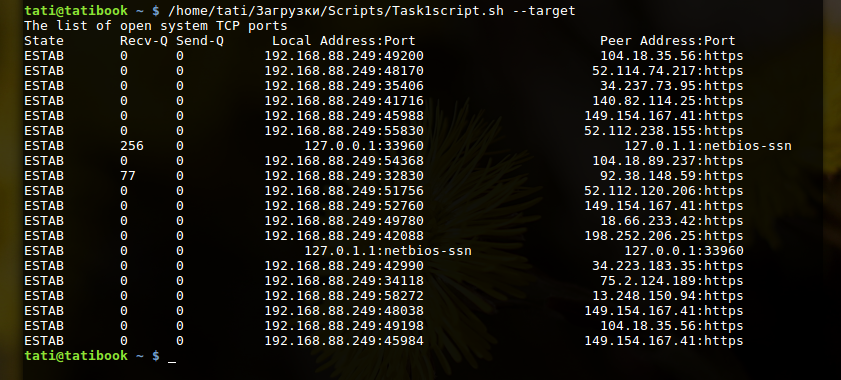 tati@tatibook ~ $ /home/tati/Загрузки/Scripts/Task1script.sh --target
The list of open system TCP ports
State Recv-Q Send-Q Local Address:Port Peer Address:Port
ESTAB 0 0 192.168.88.249:49200 104.18.35.56:https
ESTAB 0 0 192.168.88.249:48170 52.114.74.217:https
ESTAB 0 0 192.168.88.249:35406 34.237.73.95:https
ESTAB 0 0 192.168.88.249:41716 140.82.114.25:https
ESTAB 0 0 192.168.88.249:45988 149.154.167.41:https
ESTAB 0 0 192.168.88.249:55830 52.112.238.155:https
ESTAB 256 0 127.0.0.1:33960 127.0.1.1:netbios-ssn
ESTAB 0 0 192.168.88.249:54368 104.18.89.237:https
ESTAB 77 0 192.168.88.249:32830 92.38.148.59:https
ESTAB 0 0 192.168.88.249:51756 52.112.120.206:https
ESTAB 0 0 192.168.88.249:52760 149.154.167.41:https
ESTAB 0 0 192.168.88.249:49780 18.66.233.42:https
ESTAB 0 0 192.168.88.249:42088 198.252.206.25:https
ESTAB 0 0 127.0.1.1:netbios-ssn 127.0.0.1:33960
ESTAB 0 0 192.168.88.249:42990 34.223.183.35:https
ESTAB 0 0 192.168.88.249:34118 75.2.124.189:https
ESTAB 0 0 192.168.88.249:58272 13.248.150.94:https
ESTAB 0 0 192.168.88.249:48038 149.154.167.41:https
ESTAB 0 0 192.168.88.249:49198 104.18.35.56:https
ESTAB 0 0 192.168.88.249:45984 149.154.167.41:https
tati@tatibook ~ $ _